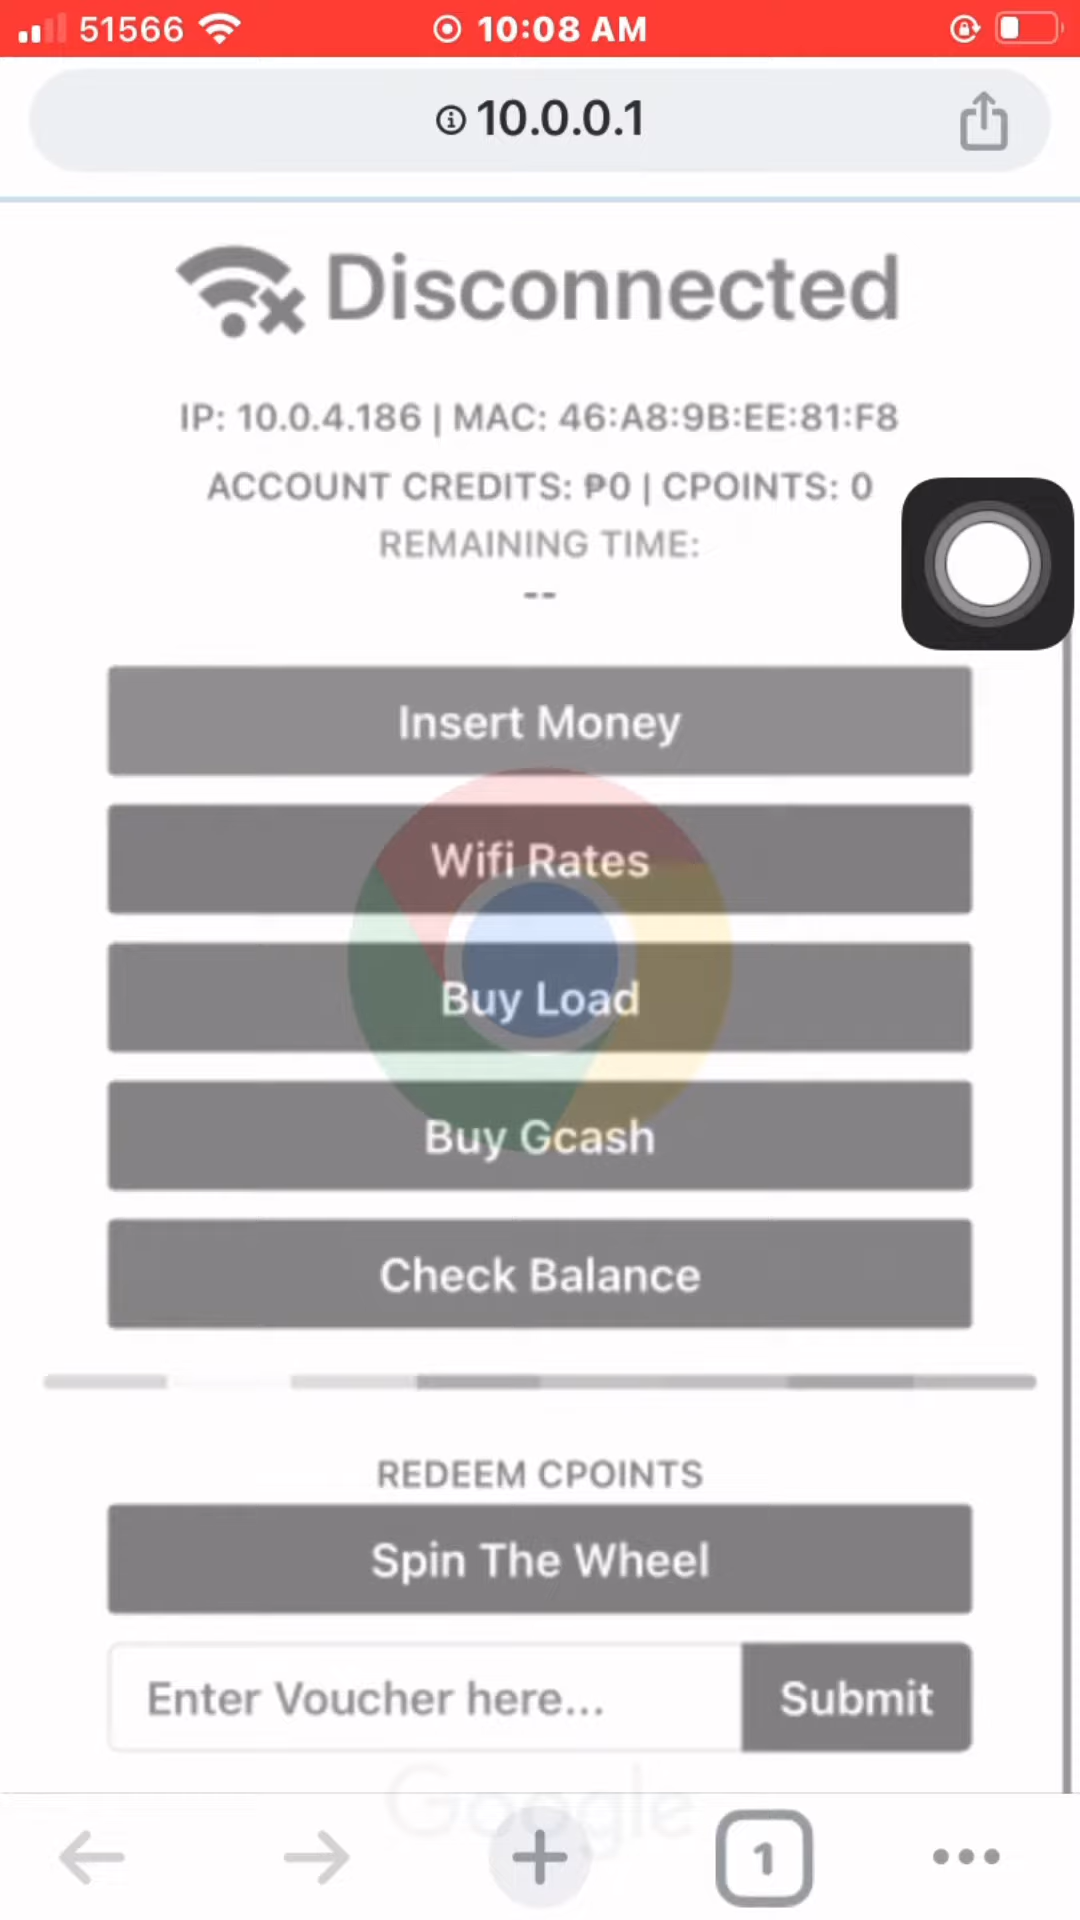 51566 10:08 AM
10.0.0.1
Disconnected
IP: 10.0.4.186 | MAC: 46:A8:9B:EE:81:F8
ACCOUNT CREDITS: ₱0 | CPOINTS: 0
REMAINING TIME:
--
Insert Money
Wifi Rates
Buy Load
Buy Gcash
Check Balance
REDEEM CPOINTS
Spin The Wheel
Enter Voucher here... Submit
Google
1